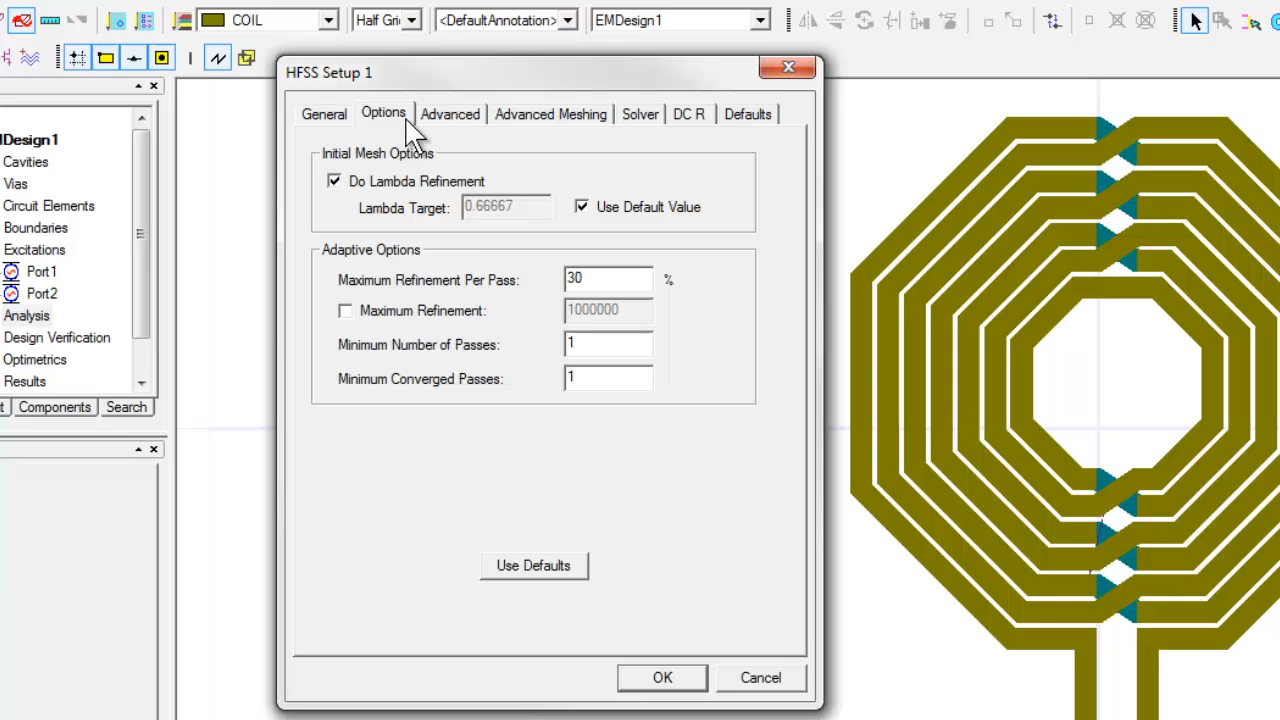 COIL
Half Gri
<DefaultAnnotation>
EMDesign1
HFSS Setup 1
General
Options
Advanced
Advanced Meshing
Solver
DC R
Defaults
Initial Mesh Options
Do Lambda Refinement
Lambda Target: 0.66667
Use Default Value
Adaptive Options
Maximum Refinement Per Pass: 30 %
Maximum Refinement: 1000000
Minimum Number of Passes: 1
Minimum Converged Passes: 1
Use Defaults
OK
Cancel
MDesign1
Cavities
Vias
Circuit Elements
Boundaries
Excitations
Port1
Port2
Analysis
Design Verification
Optimetrics
Results
t
Components
Search